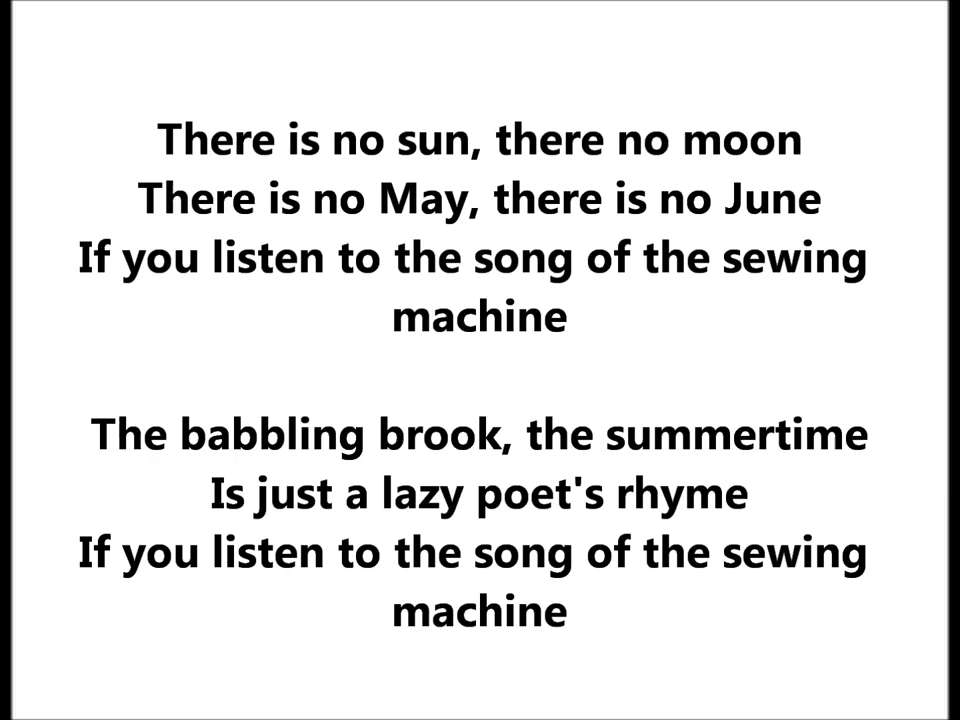 There is no sun, there no moon
There is no May, there is no June
If you listen to the song of the sewing
machine
The babbling brook, the summertime
Is just a lazy poet's rhyme
If you listen to the song of the sewing
machine